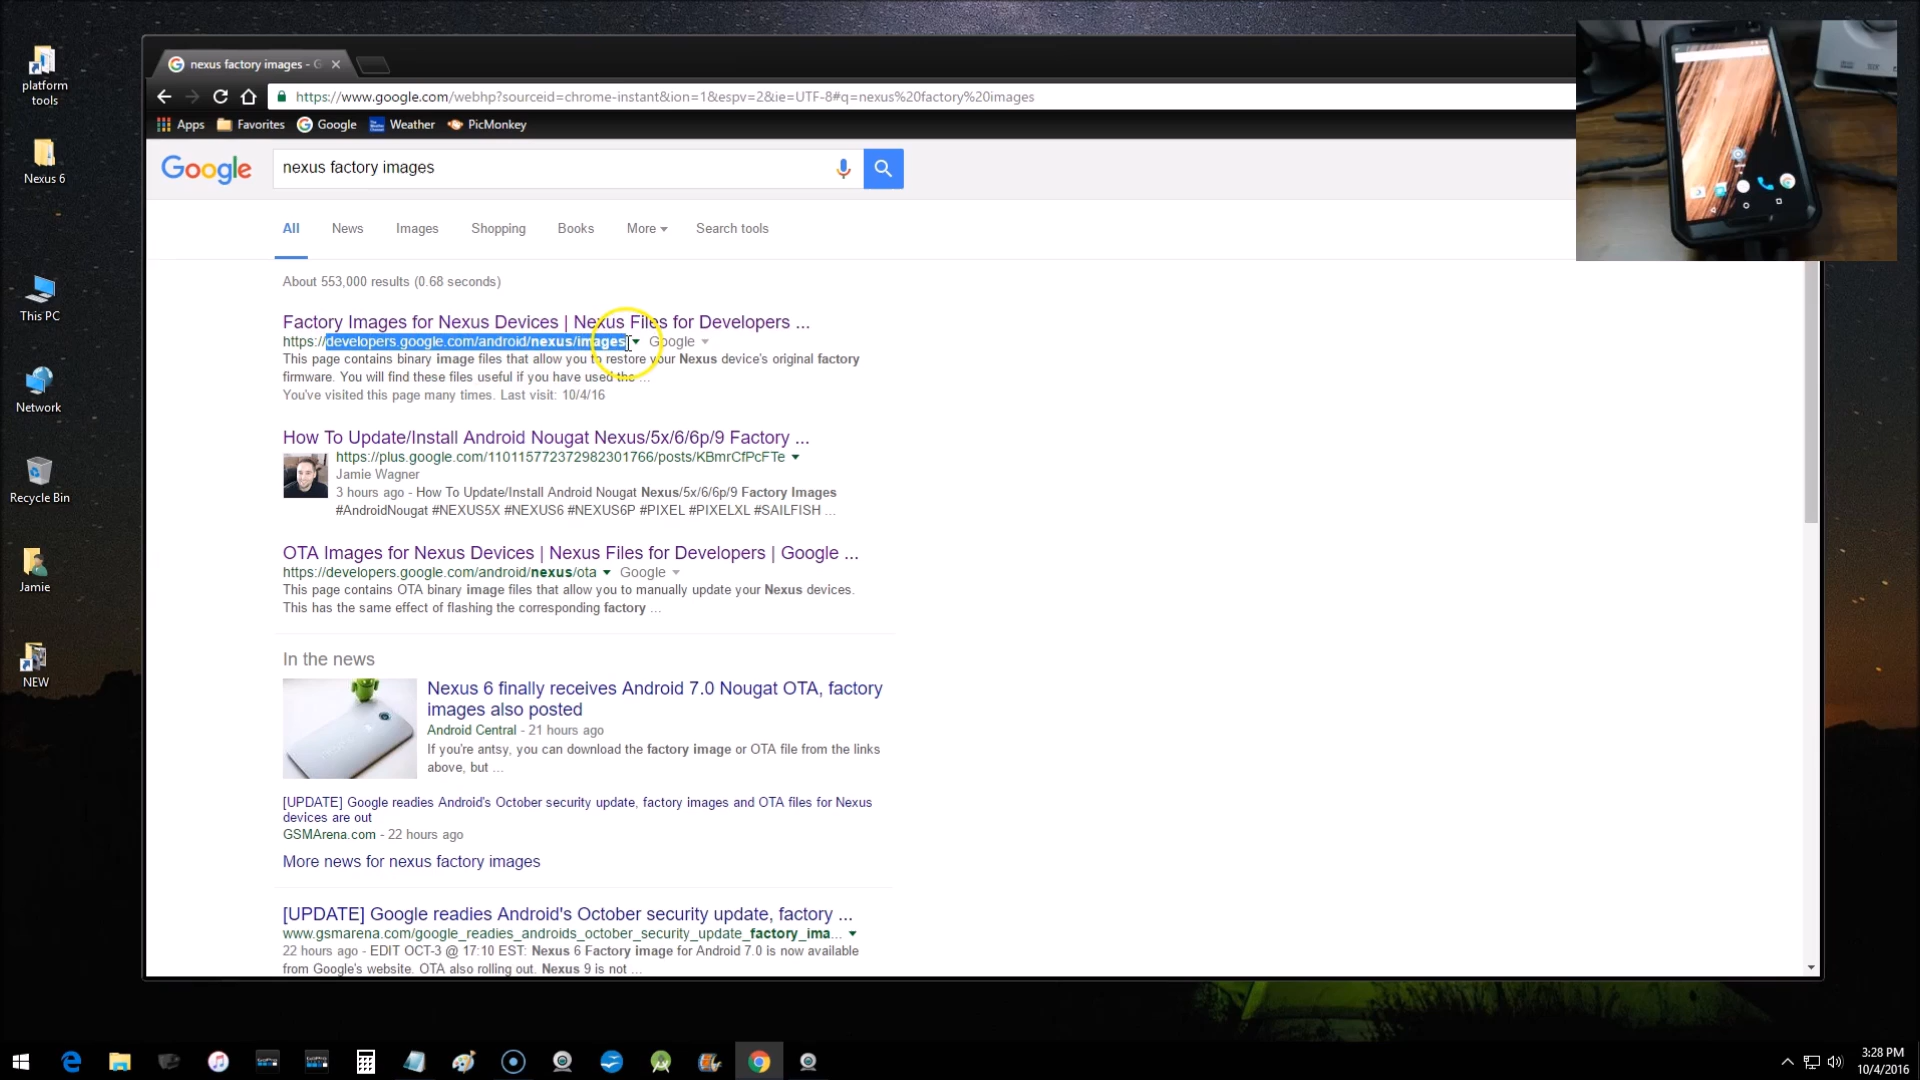 platform
tools
Nexus 6
This PC
Network
Recycle Bin
Jamie
NEW
nexus factory images - G
https://www.google.com/webhp?sourceid=chrome-instant&ion=1&espv=2&ie=UTF-8#q=nexus%20factory%20images
Apps Favorites Google Weather PicMonkey
Google
nexus factory images
All News Images Shopping Books More Search tools
About 553,000 results (0.68 seconds)
Factory Images for Nexus Devices | Nexus Files for Developers ...
https://developers.google.com/android/nexus/images Google
This page contains binary image files that allow you to restore your Nexus device's original factory
firmware. You will find these files useful if you have used the ...
You've visited this page many times. Last visit: 10/4/16
How To Update/Install Android Nougat Nexus/5x/6/6p/9 Factory ...
https://plus.google.com/110115772372982301766/posts/KBmrCfPcFTe
Jamie Wagner
3 hours ago - How To Update/Install Android Nougat Nexus/5x/6/6p/9 Factory Images
#AndroidNougat #NEXUS5X #NEXUS6 #NEXUS6P #PIXEL #PIXELXL #SAILFISH ...
OTA Images for Nexus Devices | Nexus Files for Developers | Google ...
https://developers.google.com/android/nexus/ota Google
This page contains OTA binary image files that allow you to manually update your Nexus devices.
This has the same effect of flashing the corresponding factory ...
In the news
Nexus 6 finally receives Android 7.0 Nougat OTA, factory
images also posted
Android Central - 21 hours ago
If you're antsy, you can download the factory image or OTA file from the links
above, but ...
[UPDATE] Google readies Android's October security update, factory images and OTA files for Nexus
devices are out
GSMArena.com - 22 hours ago
More news for nexus factory images
[UPDATE] Google readies Android's October security update, factory ...
www.gsmarena.com/google_readies_androids_october_security_update_factory_ima...
22 hours ago - EDIT OCT-3 @ 17:10 EST: Nexus 6 Factory image for Android 7.0 is now available
from Google's website. OTA also rolling out. Nexus 9 is not ...
3:28 PM
10/4/2016